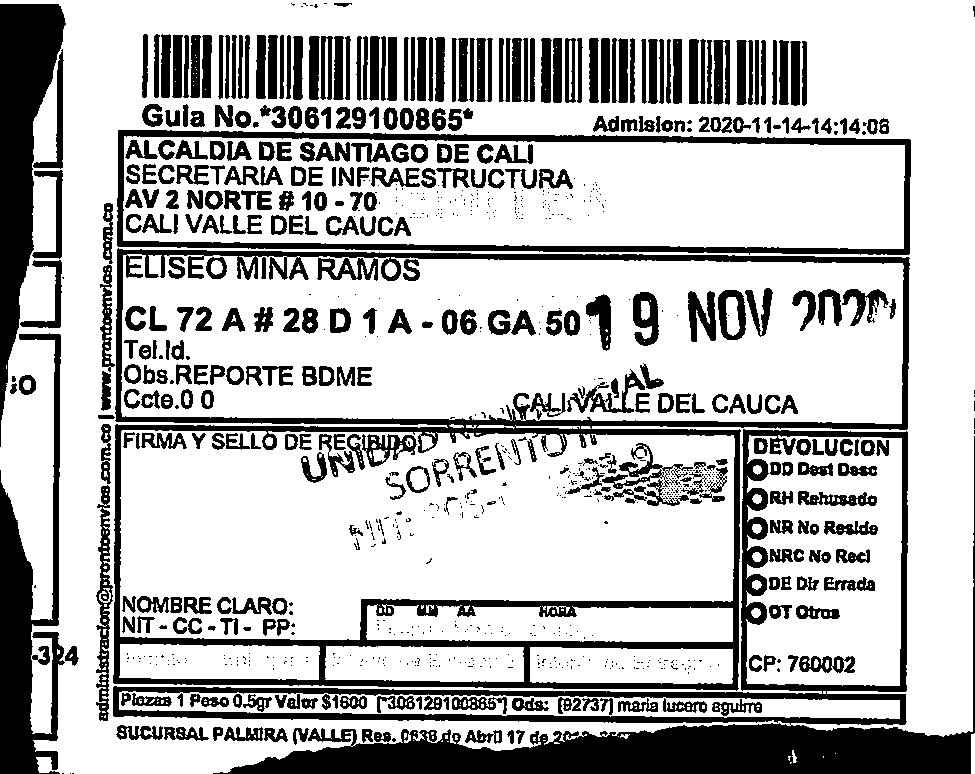 Guia No.*306129100865*
Admision: 2020-11-14-14:14:06
ALCALDIA DE SANTIAGO DE CALI
SECRETARIA DE INFRAESTRUCTURA
AV 2 NORTE # 10 - 70
CALI VALLE DEL CAUCA
ELISEO MINA RAMOS
CL 72 A # 28 D 1 A - 06 GA 50
19 NOV 2020
Tel.Id.
Obs.REPORTE BDME
Ccte.0 0
CALI VALLE DEL CAUCA
FIRMA Y SELLO DE RECIBIDO
UNIDAD
SORRENTO II
NIT:
DEVOLUCION
DD Dest Desc
RH Rehusado
NR No Reside
NRC No Recl
DE Dir Errada
OT Otros
NOMBRE CLARO:
NIT - CC - TI - PP:
DD MM AA HORA
CP: 760002
Piezas 1 Peso 0.5gr Valor $1600 [*306129100865*] Ods: [92737] maria lucero aguirre
SUCURSAL PALMIRA (VALLE) Res. 0638 do Abril 17 de
administracion@prontoenvios.com.co | www.prontoenvios.com.co
-324